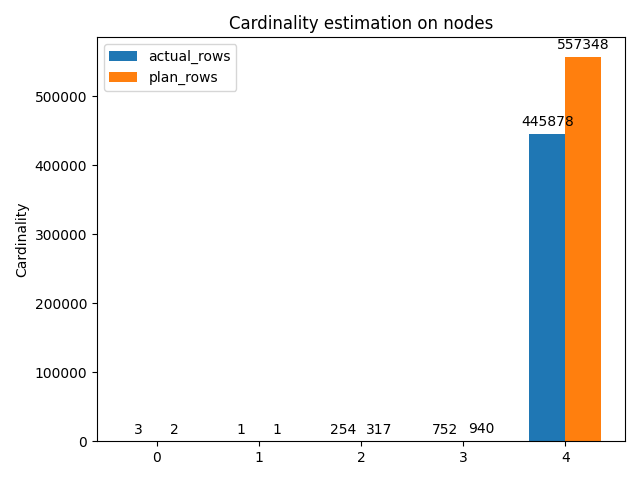 Cardinality estimation on nodes
actual_rows
plan_rows
557348
445878
3 2 1 1 254 317 752 940
500000
400000
300000
200000
100000
0
Cardinality
0 1 2 3 4